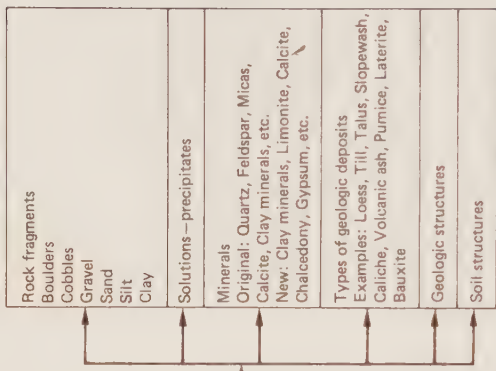 Rock fragments
Boulders
Cobbles
Gravel
Sand
Silt
Clay
Solutions–precipitates
Minerals
Original: Quartz, Feldspar, Micas,
Calcite, Clay minerals, etc.
New: Clay minerals, Limonite, Calcite,
Chalcedony, Gypsum, etc.
Types of geologic deposits
Examples: Loess, Till, Talus, Slopewash,
Caliche, Volcanic ash, Pumice, Laterite,
Bauxite
Geologic structures
Soil structures